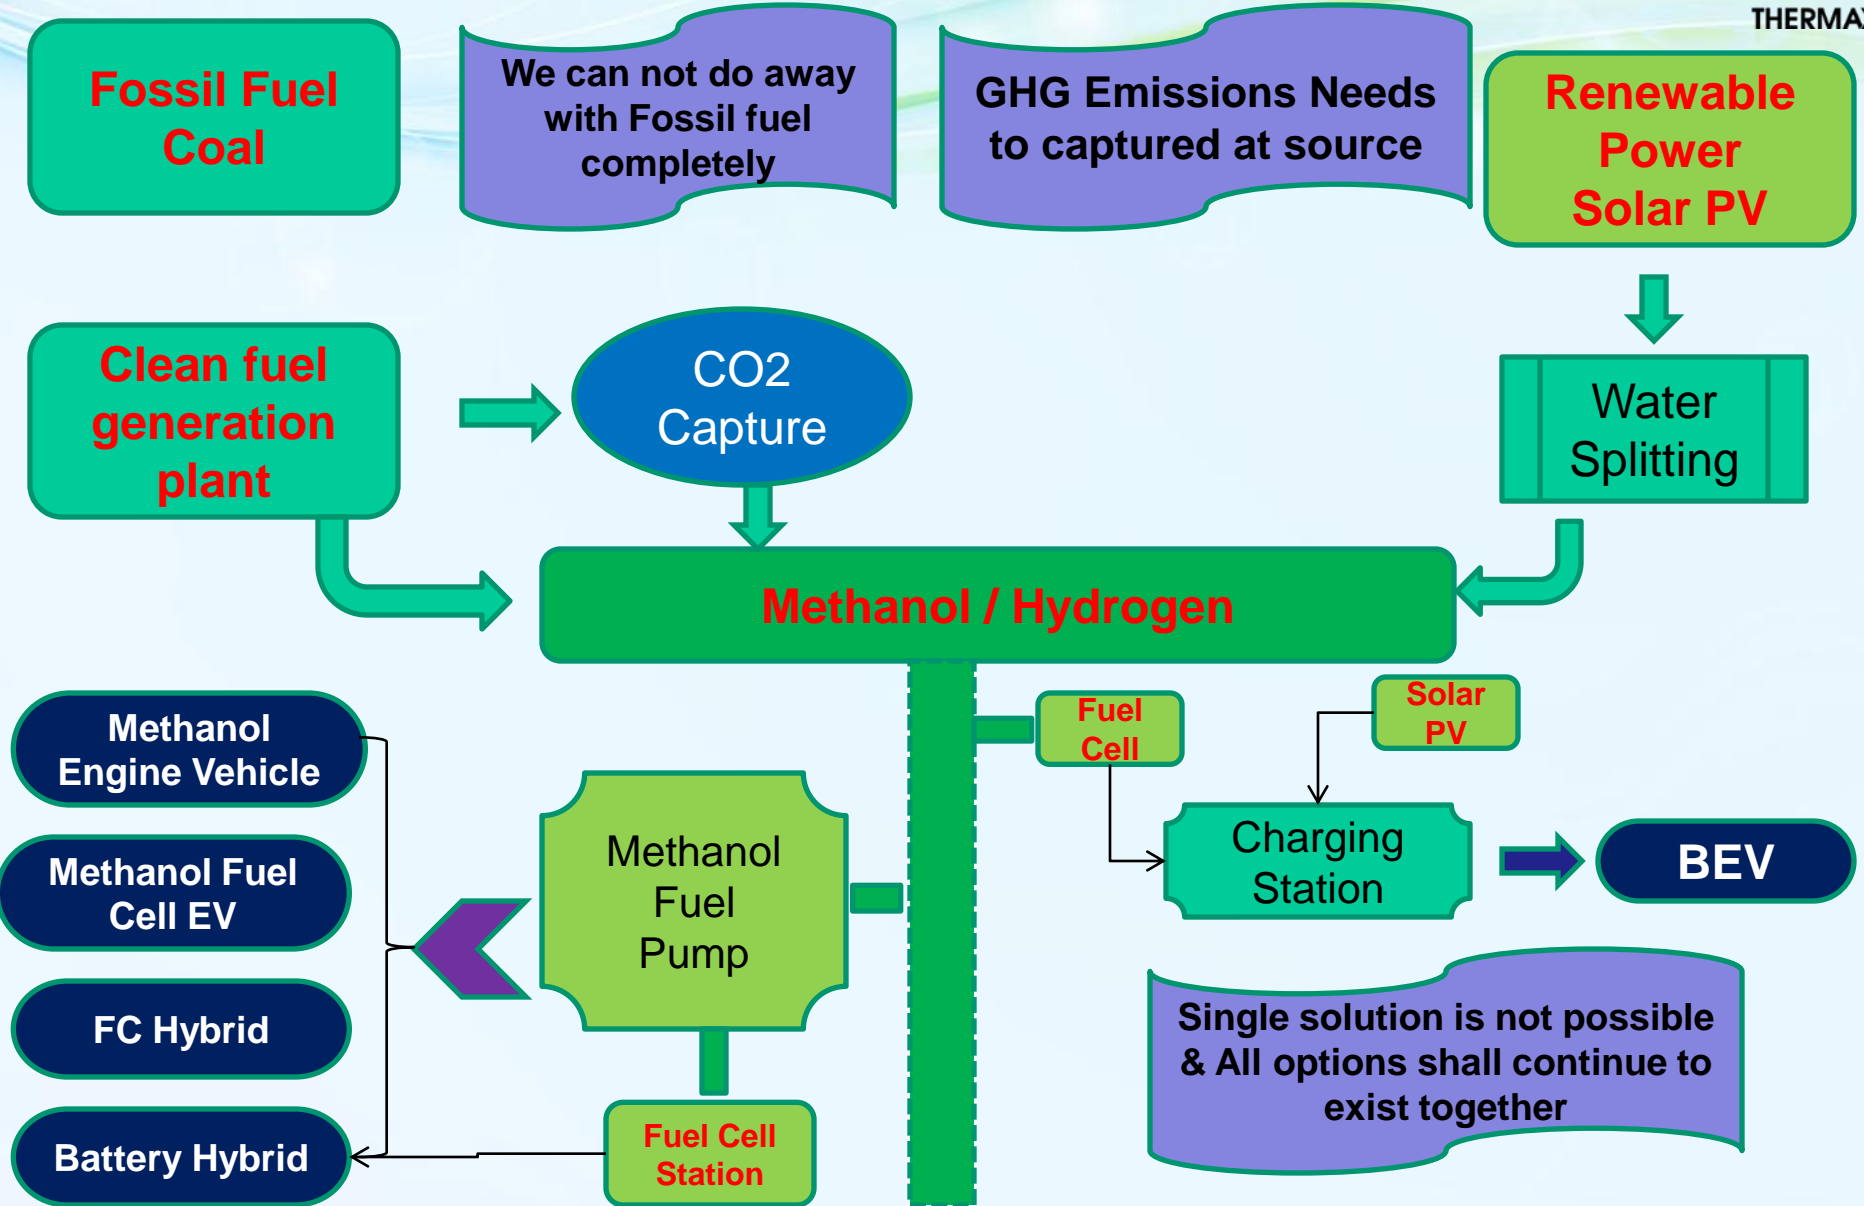 THERMAX
Fossil Fuel
Coal
We can not do away
with Fossil fuel
completely
GHG Emissions Needs
to captured at source
Renewable
Power
Solar PV
Clean fuel
generation
plant
CO2
Capture
Water
Splitting
Methanol / Hydrogen
Methanol
Engine Vehicle
Methanol Fuel
Cell EV
FC Hybrid
Battery Hybrid
Methanol
Fuel
Pump
Fuel Cell
Station
Fuel
Cell
Solar
PV
Charging
Station
BEV
Single solution is not possible
& All options shall continue to
exist together